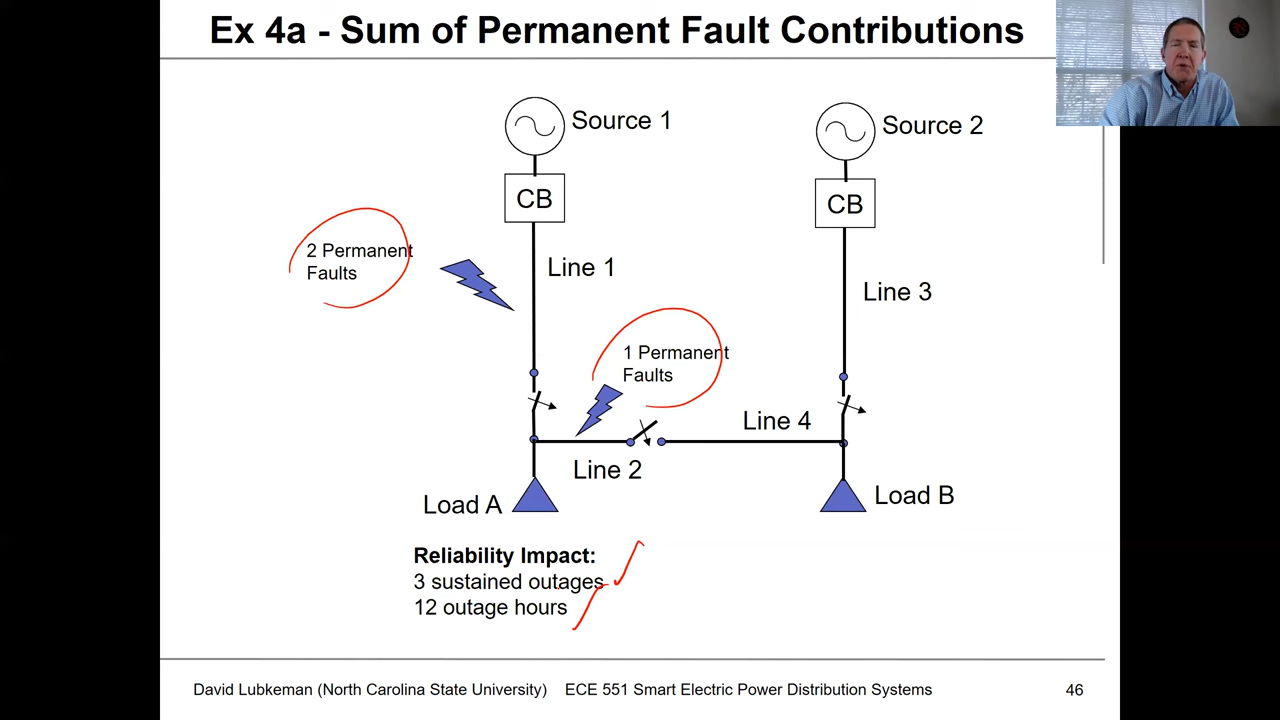 Ex 4a - Sum of Permanent Fault Contributions
Source 1
Source 2
CB
CB
2 Permanent
Faults
Line 1
Line 3
1 Permanent
Faults
Line 4
Line 2
Load A
Load B
Reliability Impact:
3 sustained outages
12 outage hours
David Lubkeman (North Carolina State University) ECE 551 Smart Electric Power Distribution Systems 46